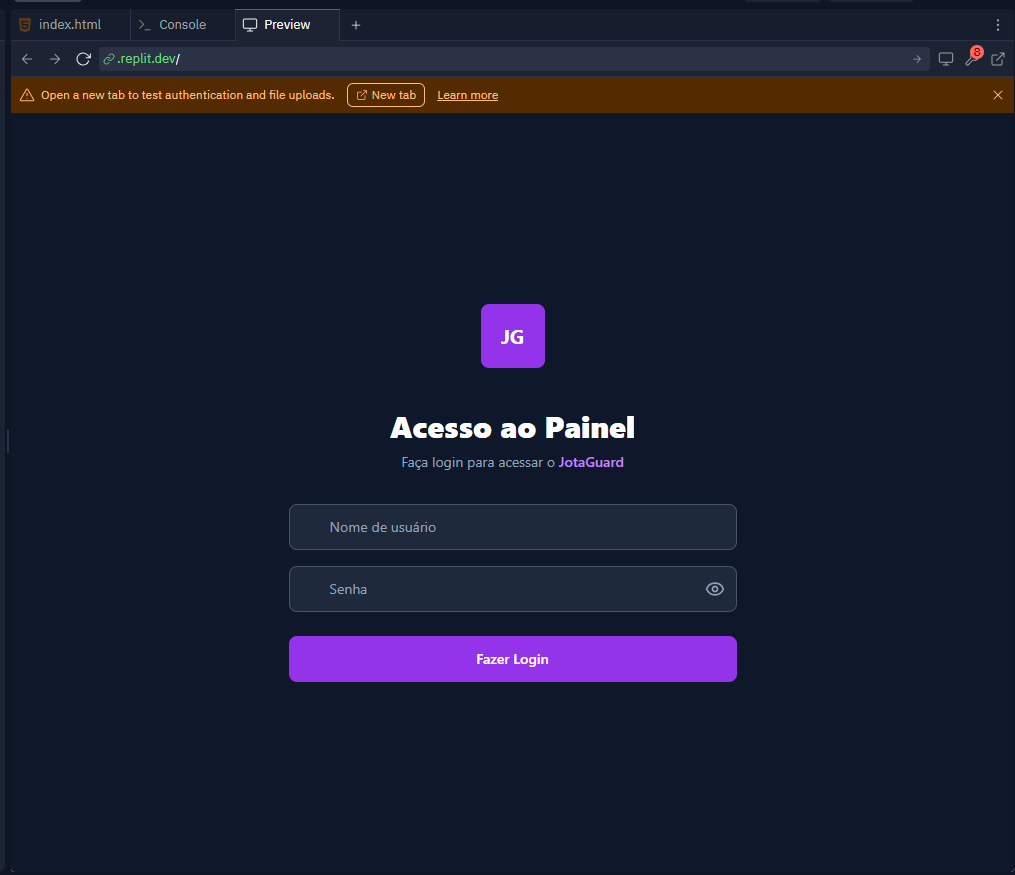 index.html
Console
Preview
.replit.dev/
8
Open a new tab to test authentication and file uploads. New tab Learn more
JG
Acesso ao Painel
Faça login para acessar o JotaGuard
Nome de usuário
Senha
Fazer Login